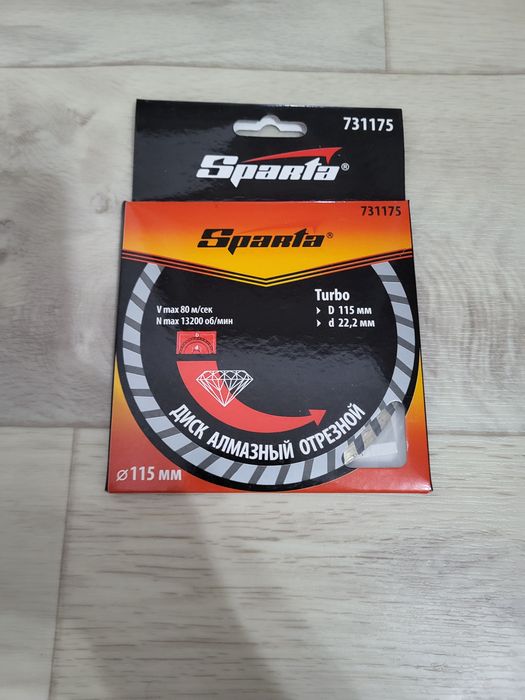 731175
Sparta®
731175
Sparta®
V max 80 м/сек
N max 13200 об/мин
Turbo
D 115 мм
d 22,2 мм
D
d
ДИСК АЛМАЗНЫЙ ОТРЕЗНОЙ
⌀115 мм